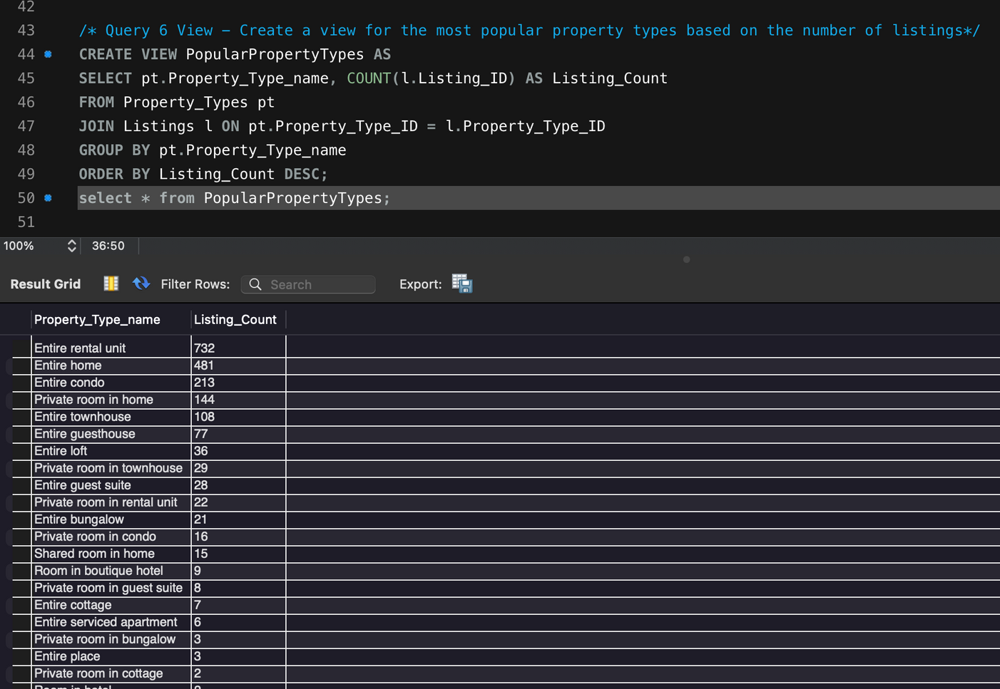 42
43 /* Query 6 View – Create a view for the most popular property types based on the number of listings*/
44 CREATE VIEW PopularPropertyTypes AS
45 SELECT pt.Property_Type_name, COUNT(l.Listing_ID) AS Listing_Count
46 FROM Property_Types pt
47 JOIN Listings l ON pt.Property_Type_ID = l.Property_Type_ID
48 GROUP BY pt.Property_Type_name
49 ORDER BY Listing_Count DESC;
50 select * from PopularPropertyTypes;
51
100% 36:50
Result Grid Filter Rows: Search Export:
Property_Type_name Listing_Count
Entire rental unit 732
Entire home 481
Entire condo 213
Private room in home 144
Entire townhouse 108
Entire guesthouse 77
Entire loft 36
Private room in townhouse 29
Entire guest suite 28
Private room in rental unit 22
Entire bungalow 21
Private room in condo 16
Shared room in home 15
Room in boutique hotel 9
Private room in guest suite 8
Entire cottage 7
Entire serviced apartment 6
Private room in bungalow 3
Entire place 3
Private room in cottage 2
Room in hotel